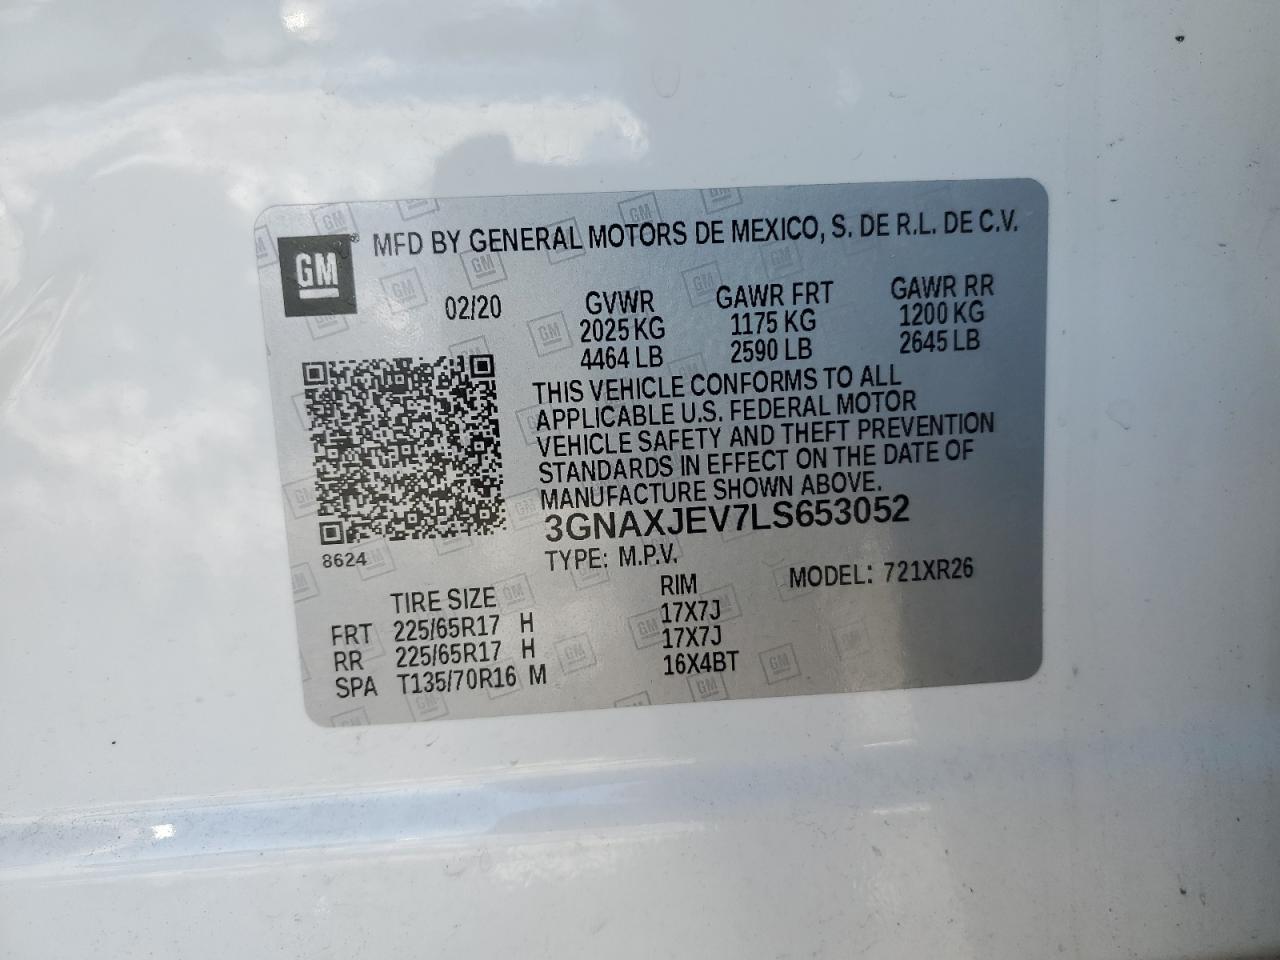 GM ® MFD BY GENERAL MOTORS DE MEXICO, S. DE R.L. DE C.V.
02/20 GVWR GAWR FRT GAWR RR
2025 KG 1175 KG 1200 KG
4464 LB 2590 LB 2645 LB
THIS VEHICLE CONFORMS TO ALL
APPLICABLE U.S. FEDERAL MOTOR
VEHICLE SAFETY AND THEFT PREVENTION
STANDARDS IN EFFECT ON THE DATE OF
MANUFACTURE SHOWN ABOVE.
3GNAXJEV7LS653052
8624
TYPE: M.P.V.
MODEL: 721XR26
TIRE SIZE RIM
FRT 225/65R17 H 17X7J
RR 225/65R17 H 17X7J
SPA T135/70R16 M 16X4BT